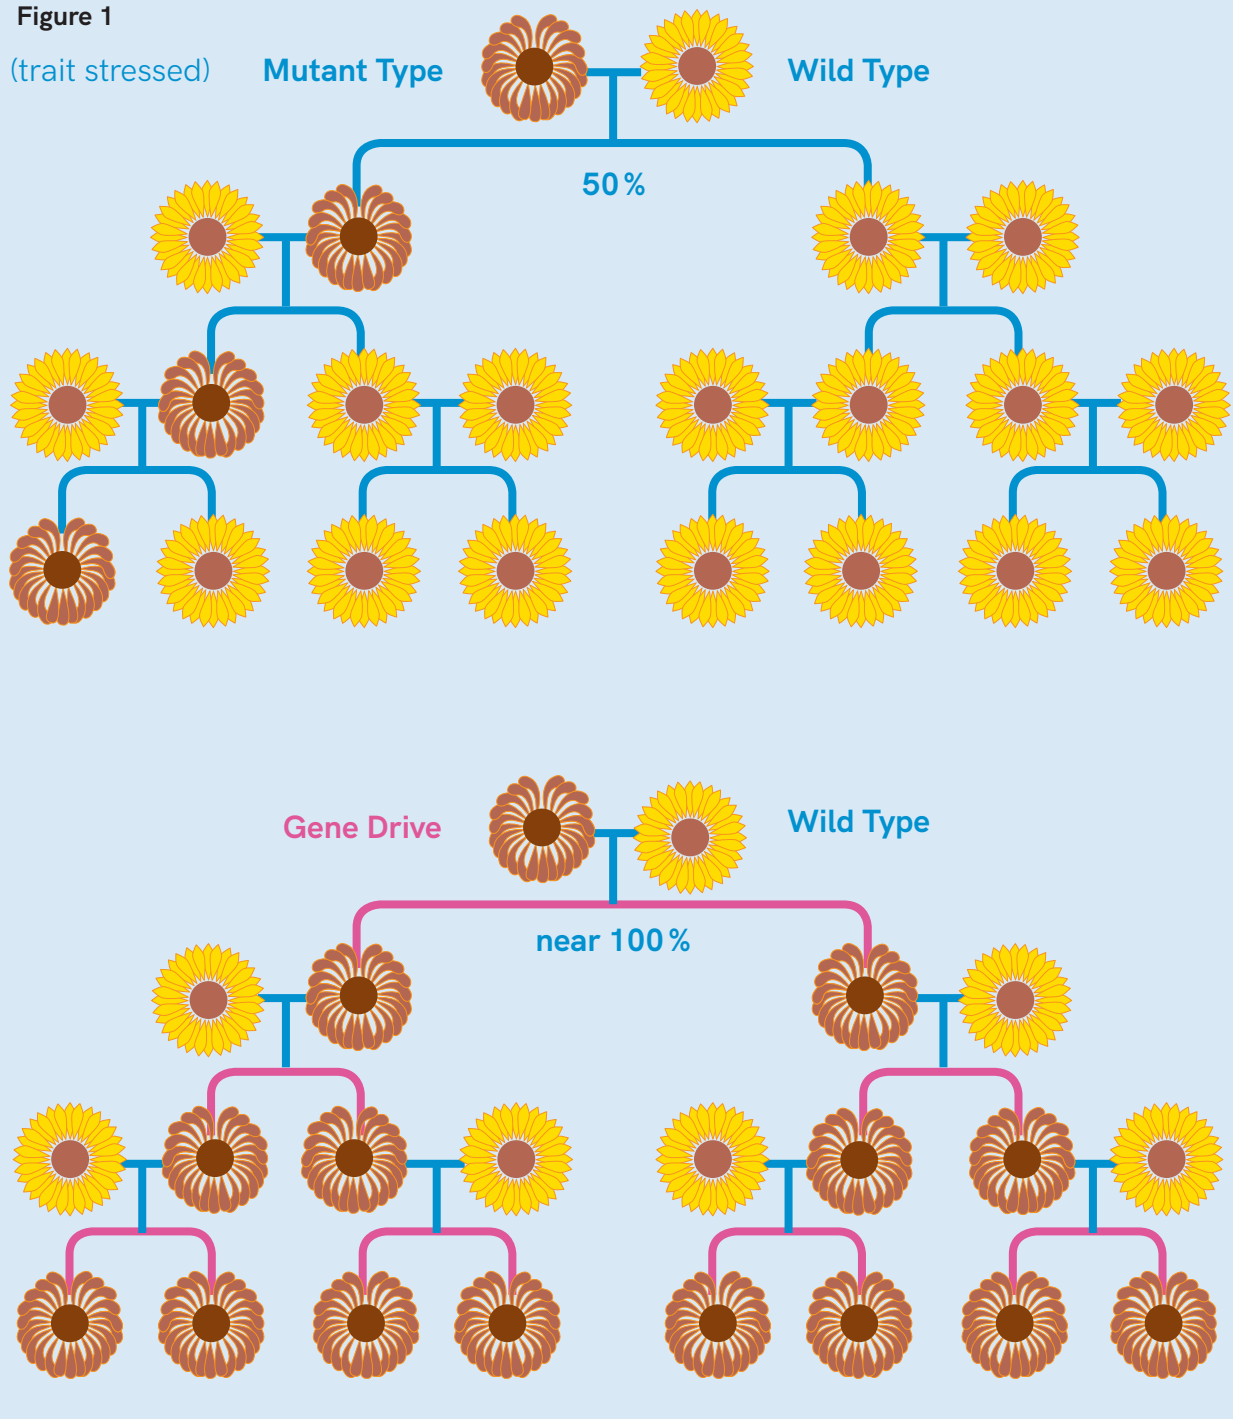 Figure 1
(trait stressed)
Mutant Type
Wild Type
50 %
Gene Drive
Wild Type
near 100 %